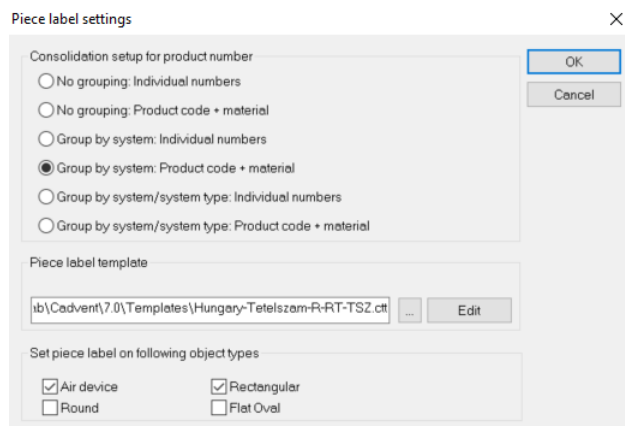 Piece label settings
Consolidation setup for product number
OK
No grouping: Individual numbers
Cancel
No grouping: Product code + material
Group by system: Individual numbers
Group by system: Product code + material
Group by system/system type: Individual numbers
Group by system/system type: Product code + material
Piece label template
ıb\Cadvent\7.0\Templates\Hungary-Tetelszam-R-RT-TSZ.ctt
...
Edit
Set piece label on following object types
Air device
Rectangular
Round
Flat Oval